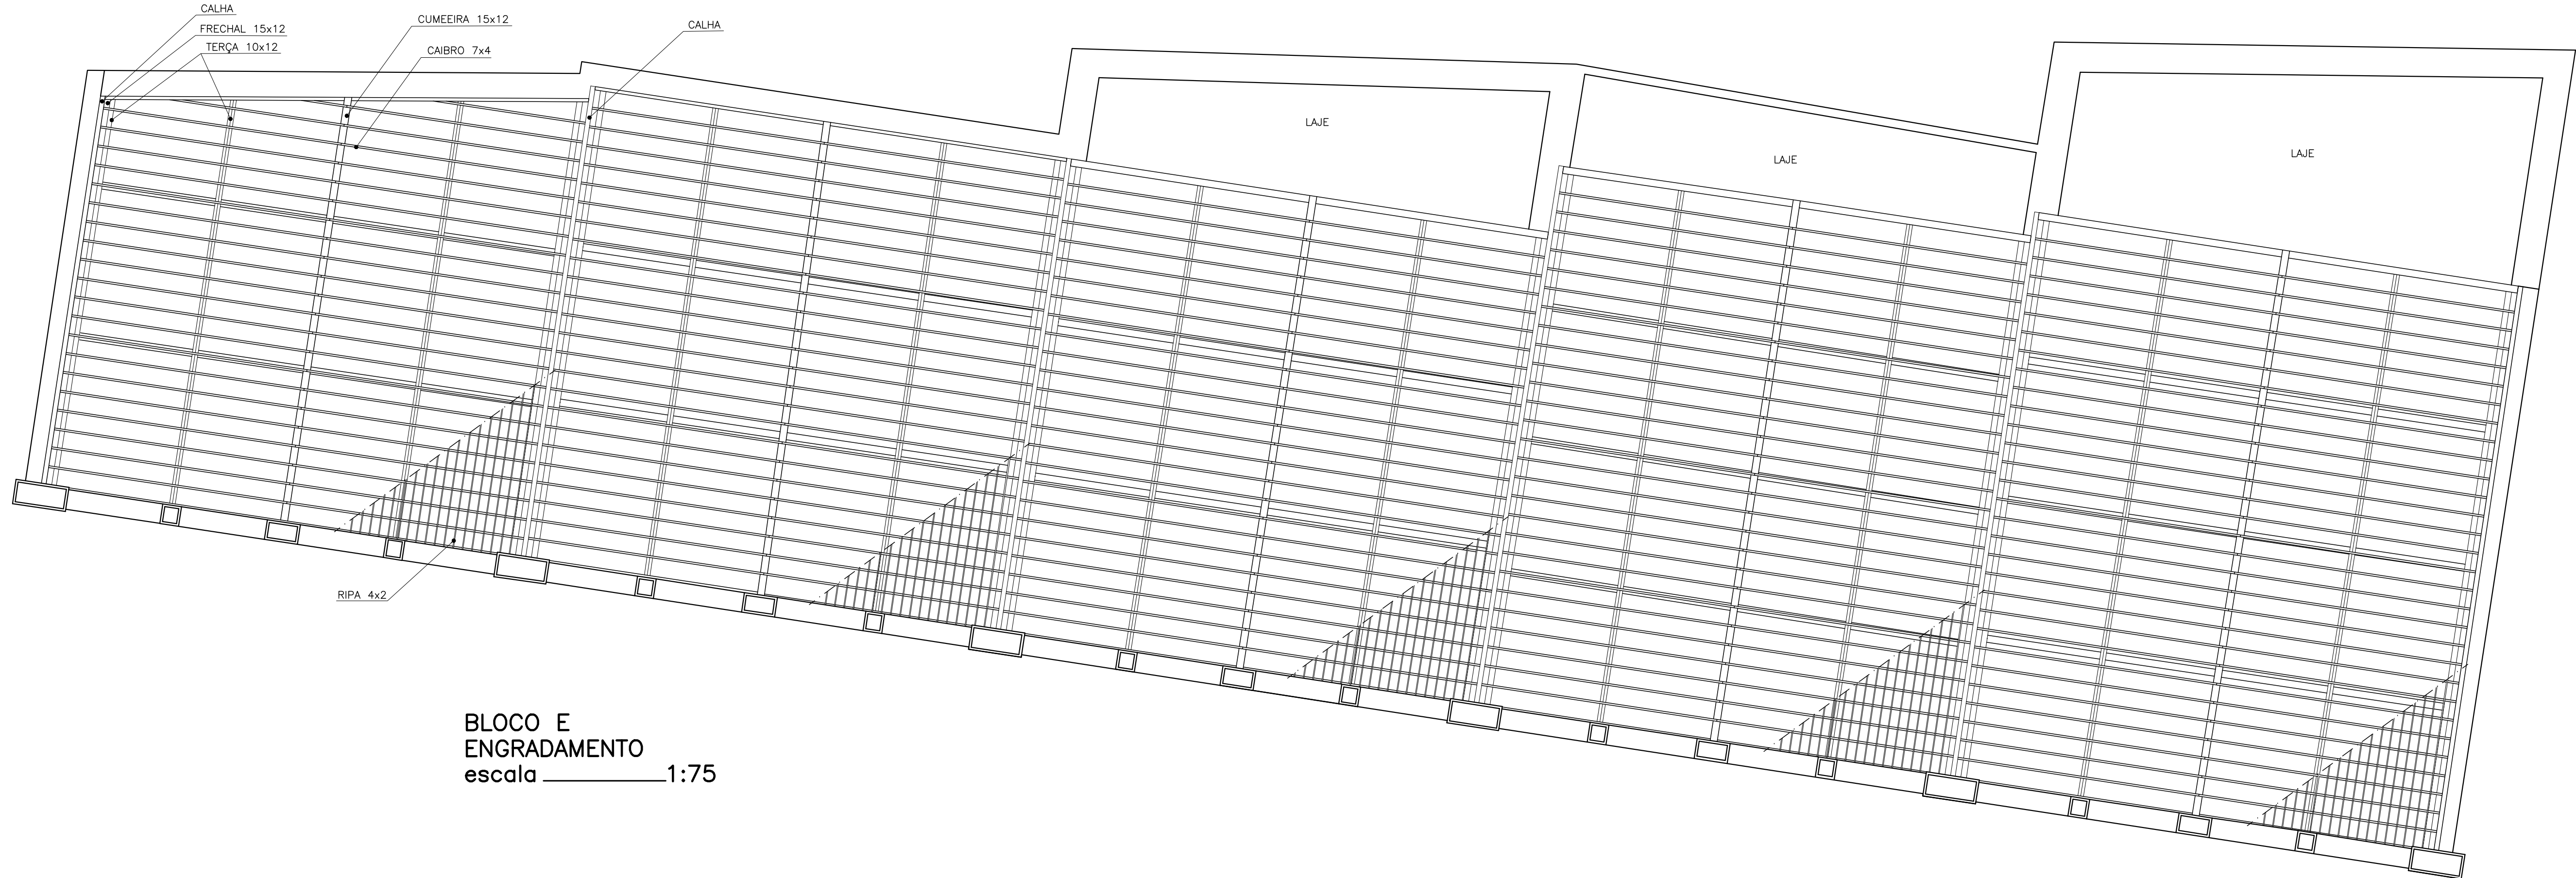 CALHA
FRECHAL 15x12
TERÇA 10x12
CUMEEIRA 15x12
CAIBRO 7x4
CALHA
LAJE
LAJE
LAJE
RIPA 4x2
BLOCO E
ENGRADAMENTO
escala 1:75